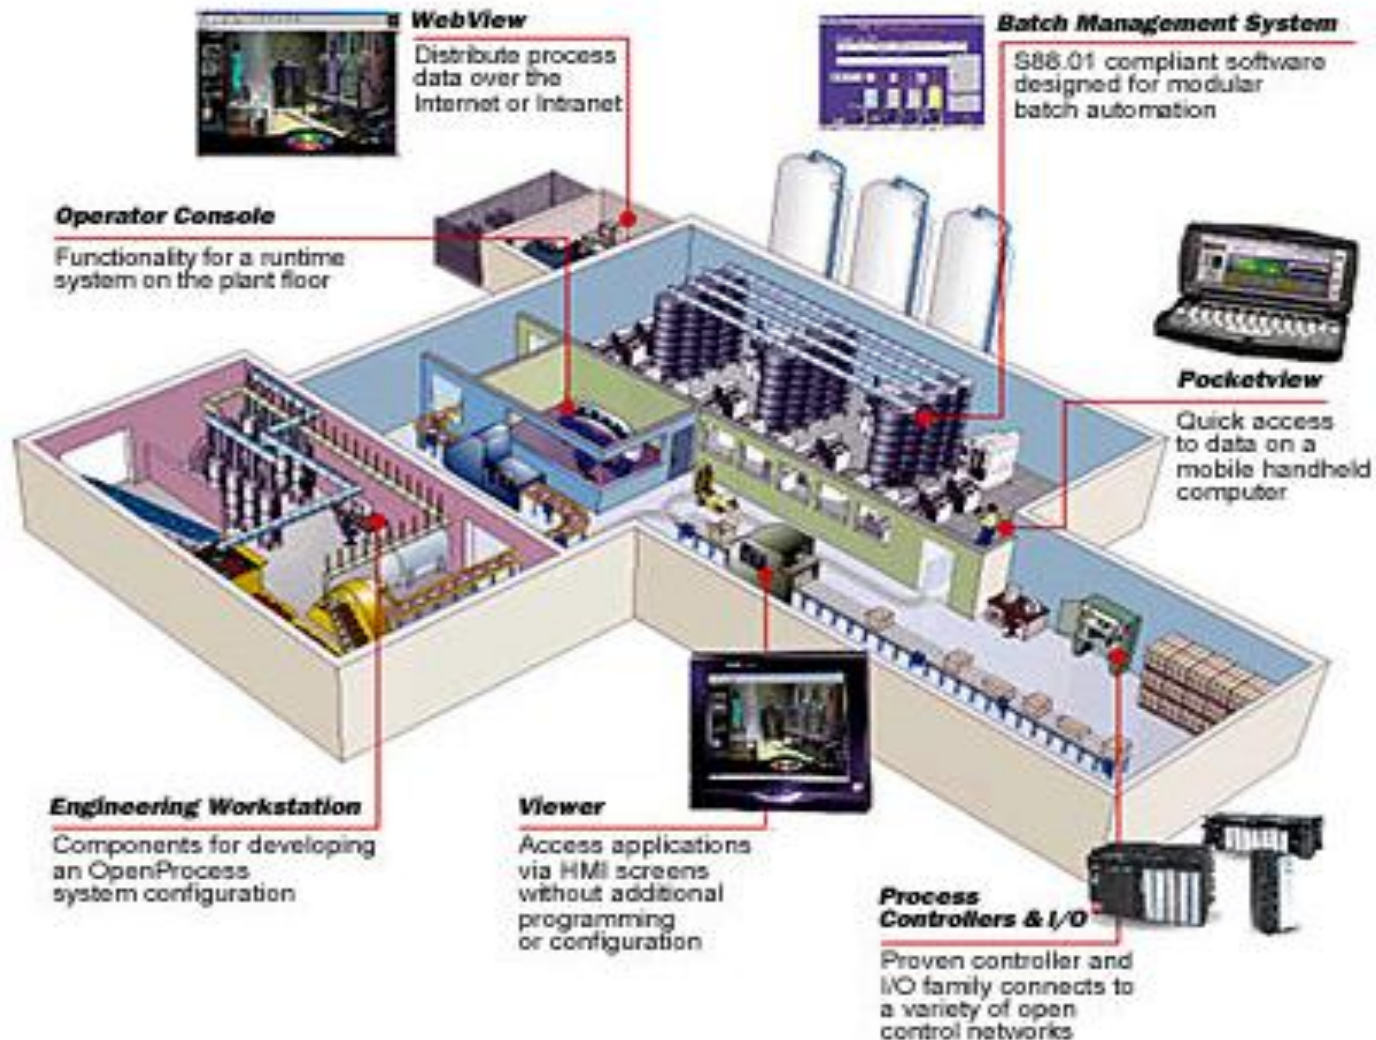 WebView
Distribute process
data over the
Internet or Intranet
Batch Management System
S88.01 compliant software
designed for modular
batch automation
Operator Console
Functionality for a runtime
system on the plant floor
Pocketview
Quick access
to data on a
mobile handheld
computer
Engineering Workstation
Components for developing
an OpenProcess
system configuration
Viewer
Access applications
via HMI screens
without additional
programming
or configuration
Process
Controllers & I/O
Proven controller and
I/O family connects to
a variety of open
control networks